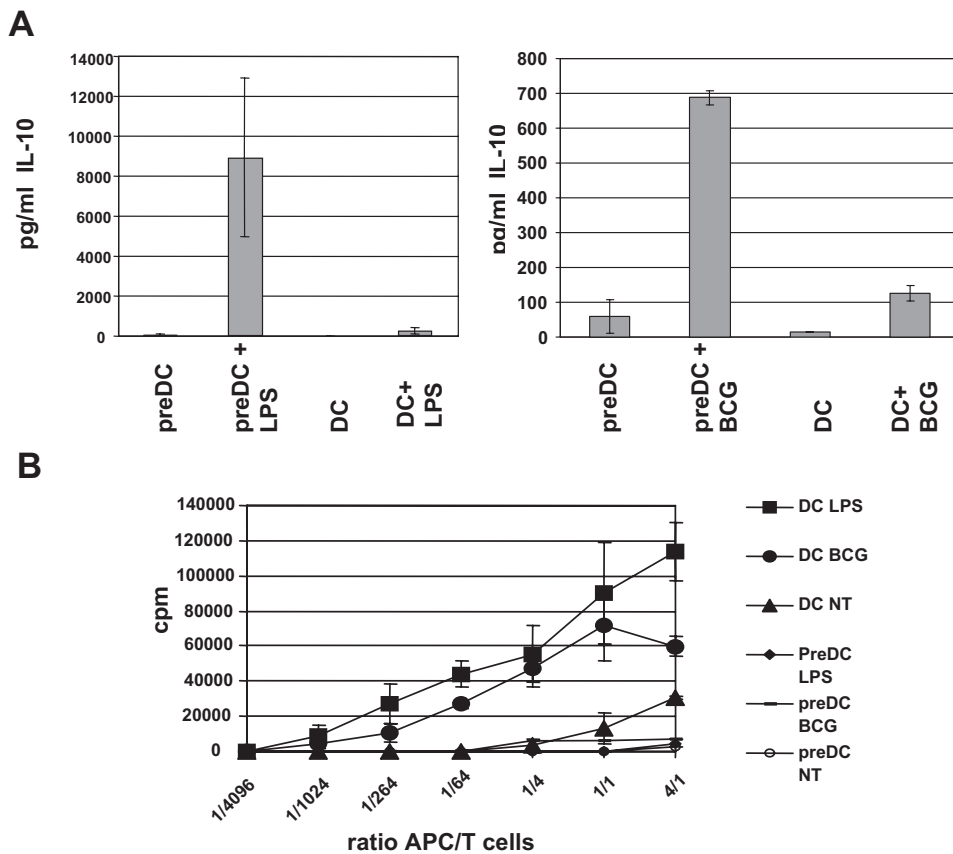 A
pg/ml IL-10
14000
12000
10000
8000
6000
4000
2000
0
preDC
preDC +
LPS
DC
DC+
LPS
pg/ml IL-10
800
700
600
500
400
300
200
100
0
preDC
preDC +
BCG
DC
DC+
BCG
B
cpm
140000
120000
100000
80000
60000
40000
20000
0
1/4096
1/1024
1/264
1/64
1/4
1/1
4/1
ratio APC/T cells
DC LPS
DC BCG
DC NT
PreDC
LPS
preDC
BCG
preDC
NT